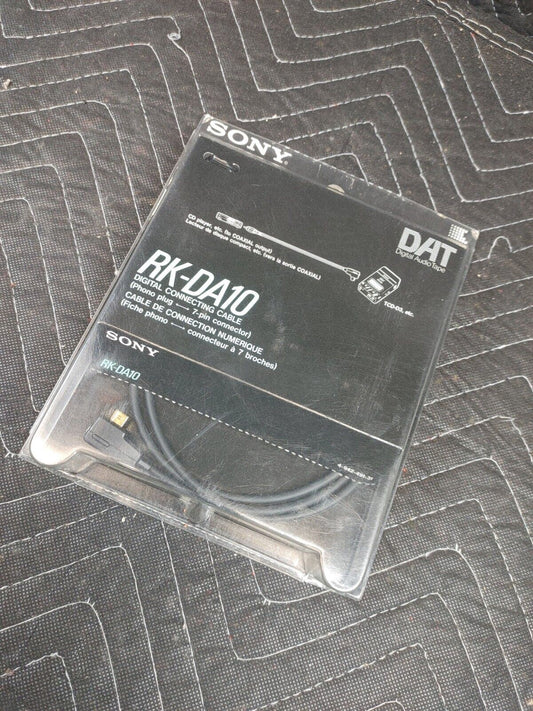 SONY
CD player, etc. (to COAXIAL output)
Lecteur de disque compact, etc. (vers la sortie COAXIAL)
DAT
Digital Audio Tape
TCD-D3, etc.
RK-DA10
DIGITAL CONNECTING CABLE
(Phono plug ⟷ 7-pin connector)
CABLE DE CONNEXION NUMERIQUE
(Fiche phono ⟷ connecteur à 7 broches)
SONY
RK-DA10